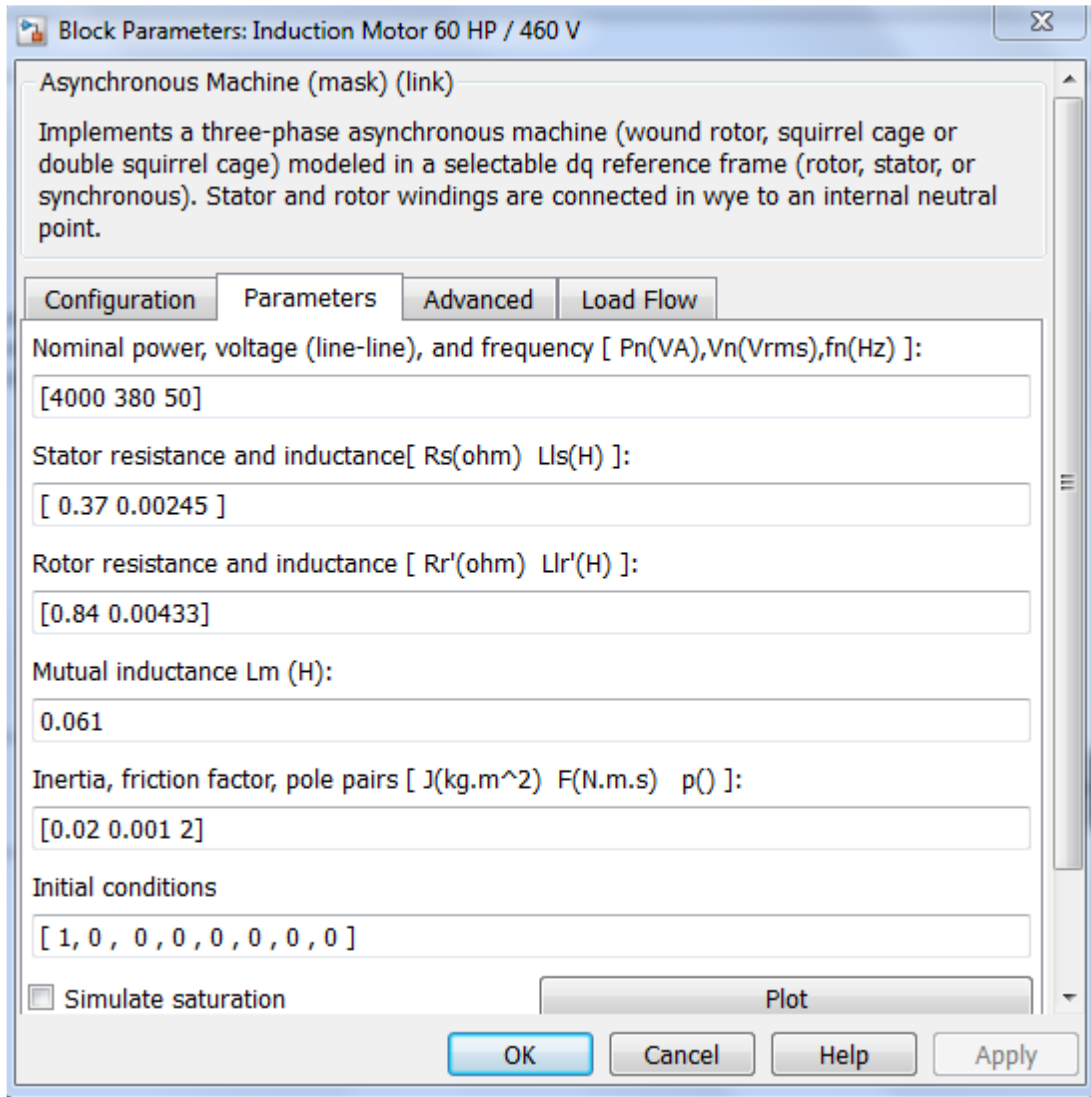 Block Parameters: Induction Motor 60 HP / 460 V
Asynchronous Machine (mask) (link)
Implements a three-phase asynchronous machine (wound rotor, squirrel cage or
double squirrel cage) modeled in a selectable dq reference frame (rotor, stator, or
synchronous). Stator and rotor windings are connected in wye to an internal neutral
point.
Configuration Parameters Advanced Load Flow
Nominal power, voltage (line-line), and frequency [ Pn(VA),Vn(Vrms),fn(Hz) ]:
[4000 380 50]
Stator resistance and inductance[ Rs(ohm) Lls(H) ]:
[ 0.37 0.00245 ]
Rotor resistance and inductance [ Rr'(ohm) Llr'(H) ]:
[0.84 0.00433]
Mutual inductance Lm (H):
0.061
Inertia, friction factor, pole pairs [ J(kg.m^2) F(N.m.s) p() ]:
[0.02 0.001 2]
Initial conditions
[ 1, 0 , 0 , 0 , 0 , 0 , 0 , 0 ]
Simulate saturation Plot
OK Cancel Help Apply